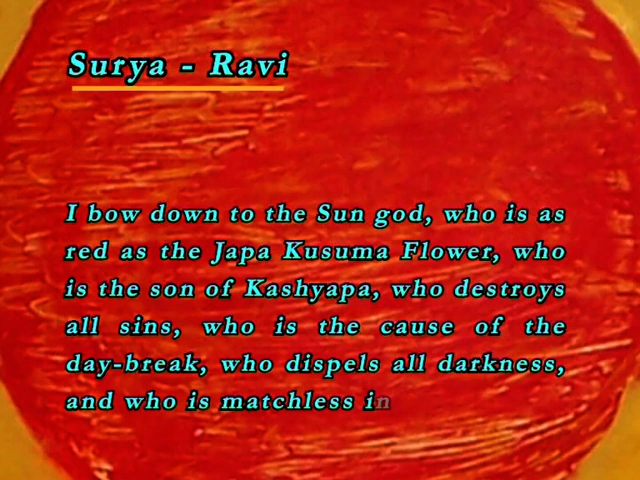 Surya - Ravi
I bow down to the Sun god, who is as
red as the Japa Kusuma Flower, who
is the son of Kashyapa, who destroys
all sins, who is the cause of the
day-break, who dispels all darkness,
and who is matchless in